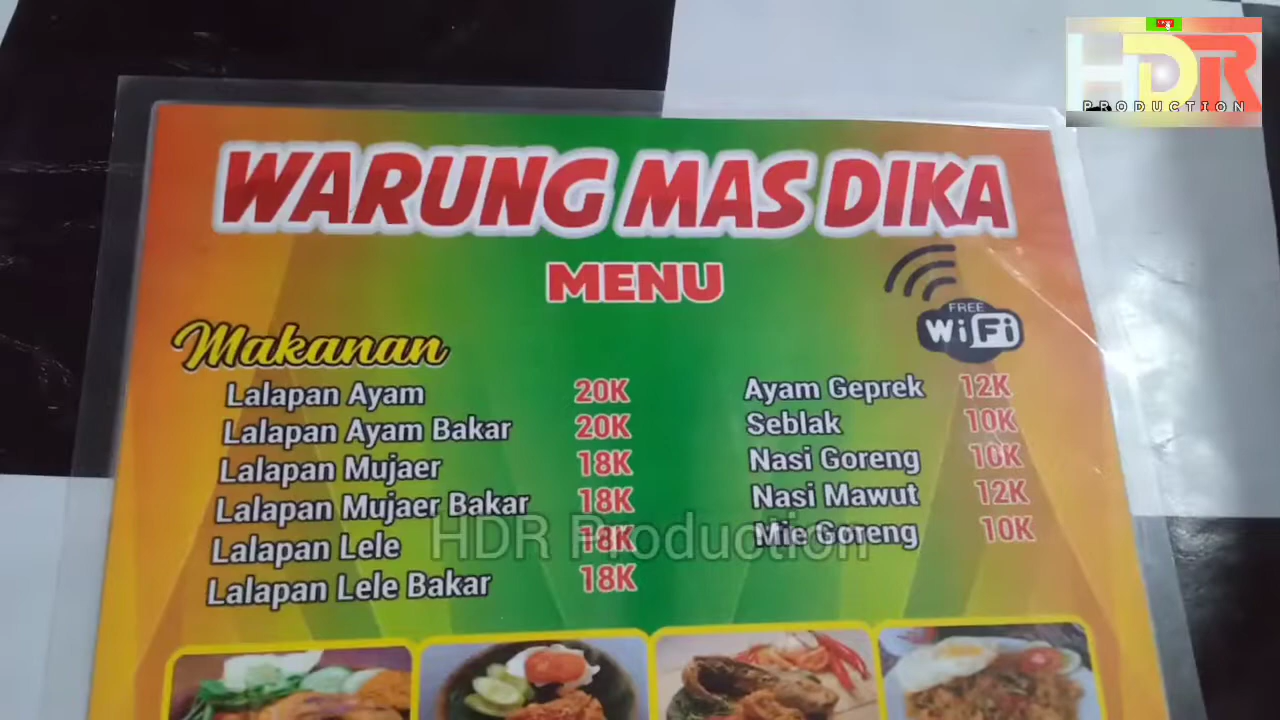 HDR
PRODUCTION
WARUNG MAS DIKA
MENU
FREE
WiFi
Makanan
Lalapan Ayam 20K
Lalapan Ayam Bakar 20K
Lalapan Mujaer 18K
Lalapan Mujaer Bakar 18K
Lalapan Lele 18K
Lalapan Lele Bakar 18K
Ayam Geprek 12K
Seblak 10K
Nasi Goreng 10K
Nasi Mawut 12K
Mie Goreng 10K
HDR Production